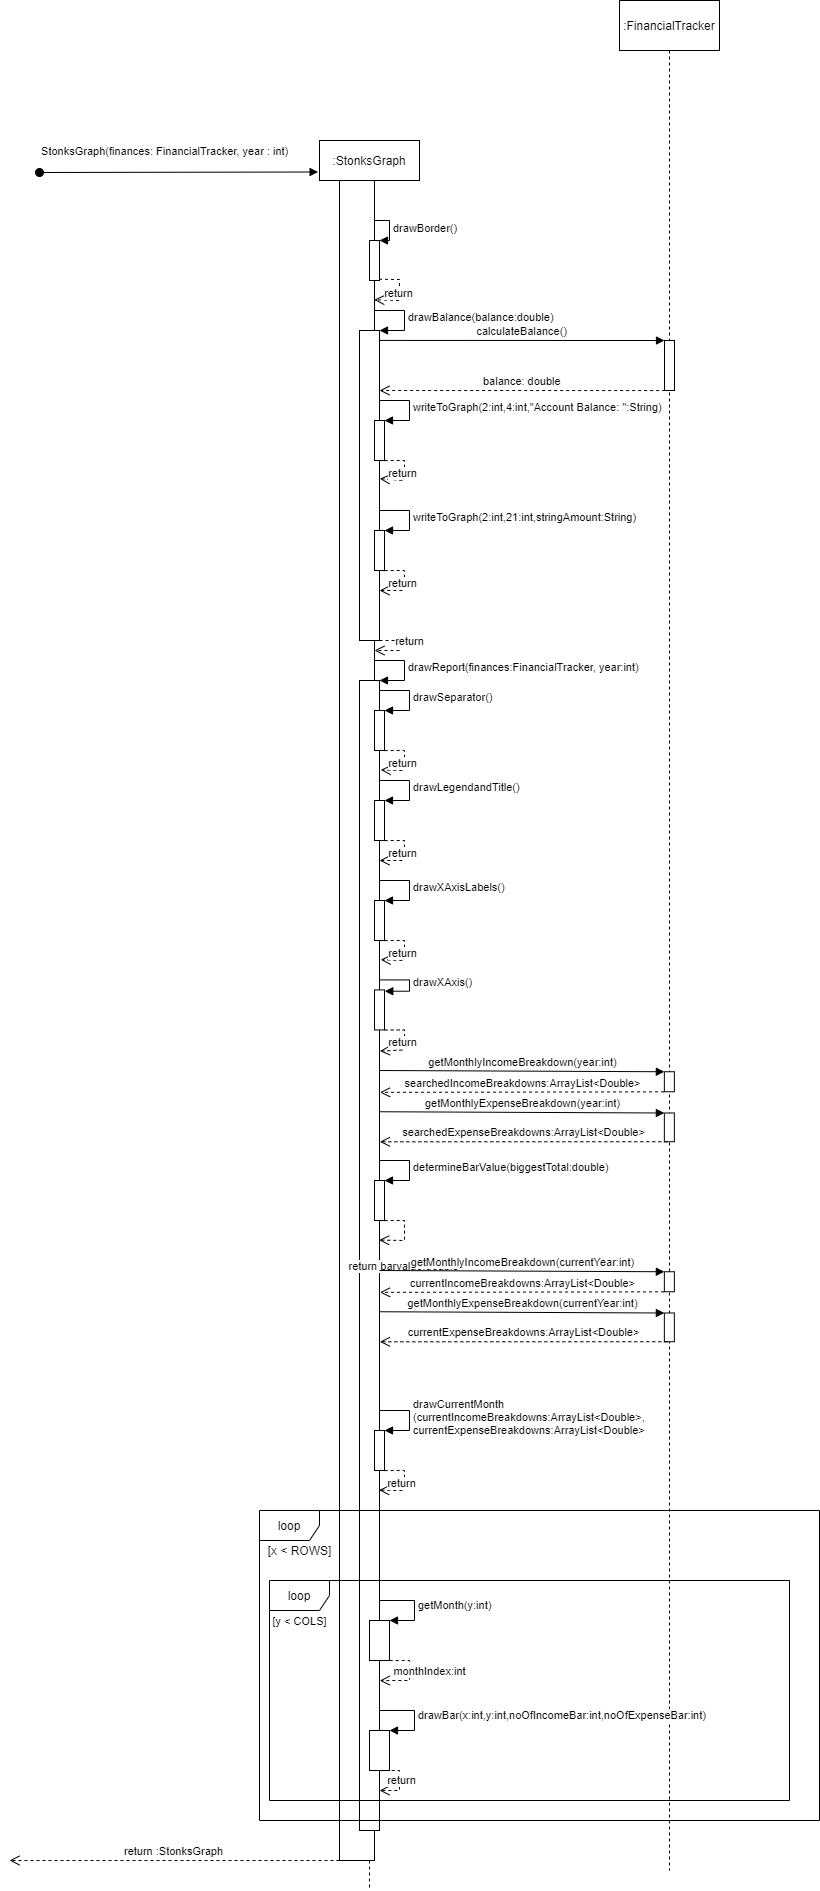 :FinancialTracker
StonksGraph(finances: FinancialTracker, year : int)
:StonksGraph
drawBorder()
return
drawBalance(balance:double)
calculateBalance()
balance: double
writeToGraph(2:int,4:int,"Account Balance: ":String)
return
writeToGraph(2:int,21:int,stringAmount:String)
return
return
drawReport(finances:FinancialTracker, year:int)
drawSeparator()
return
drawLegendandTitle()
return
drawXAxisLabels()
return
drawXAxis()
return
getMonthlyIncomeBreakdown(year:int)
searchedIncomeBreakdowns:ArrayList<Double>
getMonthlyExpenseBreakdown(year:int)
searchedExpenseBreakdowns:ArrayList<Double>
determineBarValue(biggestTotal:double)
getMonthlyIncomeBreakdown(currentYear:int)
return
currentIncomeBreakdowns:ArrayList<Double>
getMonthlyExpenseBreakdown(currentYear:int)
currentExpenseBreakdowns:ArrayList<Double>
drawCurrentMonth
(currentIncomeBreakdowns:ArrayList<Double>,
currentExpenseBreakdowns:ArrayList<Double>
return
loop
[x < ROWS]
loop
getMonth(y:int)
[y < COLS]
monthIndex:int
drawBar(x:int,y:int,noOfIncomeBar:int,noOfExpenseBar:int)
return
return :StonksGraph